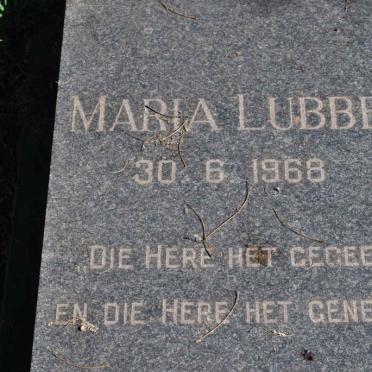 MARIA LUBBE
30 6 1968
DIE HERE HET GEGEE
EN DIE HERE HET GENE